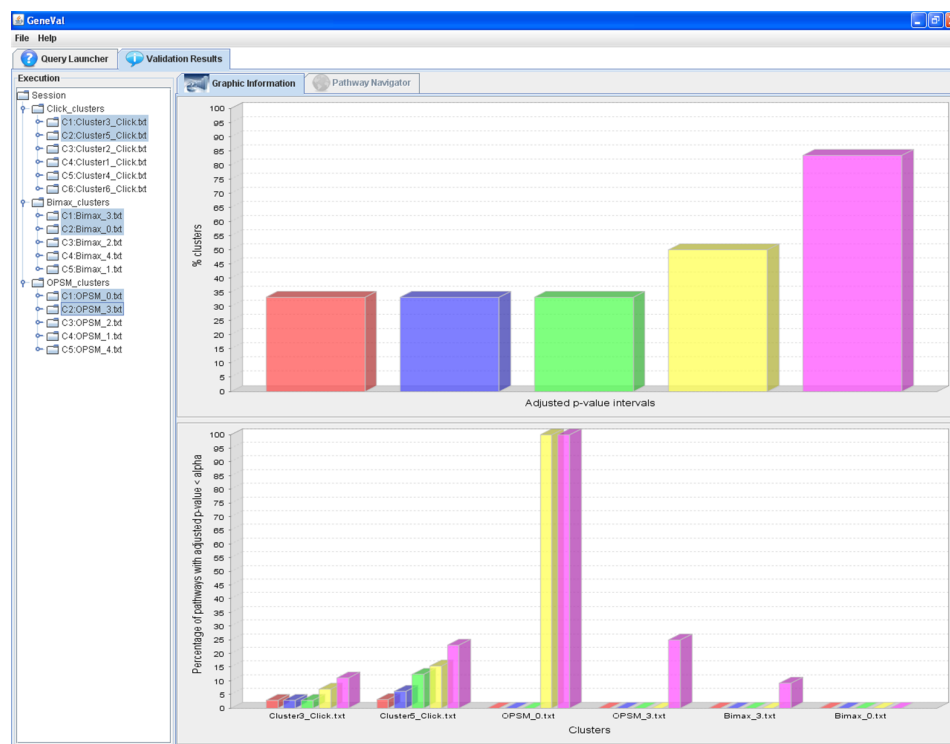 GeneVal
File Help
Query Launcher
Validation Results
Execution
Session
Click_clusters
C1:Cluster3_Click.txt
C2:Cluster5_Click.txt
C3:Cluster2_Click.txt
C4:Cluster1_Click.txt
C5:Cluster4_Click.txt
C6:Cluster6_Click.txt
Bimax_clusters
C1:Bimax_3.txt
C2:Bimax_0.txt
C3:Bimax_2.txt
C4:Bimax_4.txt
C5:Bimax_1.txt
OPSM_clusters
C1:OPSM_0.txt
C2:OPSM_3.txt
C3:OPSM_2.txt
C4:OPSM_1.txt
C5:OPSM_4.txt
Graphic Information
Pathway Navigator
% clusters
100
95
90
85
80
75
70
65
60
55
50
45
40
35
30
25
20
15
10
5
0
Adjusted p-value intervals
Percentage of pathways with adjusted p-value < alpha
100
95
90
85
80
75
70
65
60
55
50
45
40
35
30
25
20
15
10
5
0
Cluster3_Click.txt Cluster5_Click.txt OPSM_0.txt OPSM_3.txt Bimax_3.txt Bimax_0.txt
Clusters